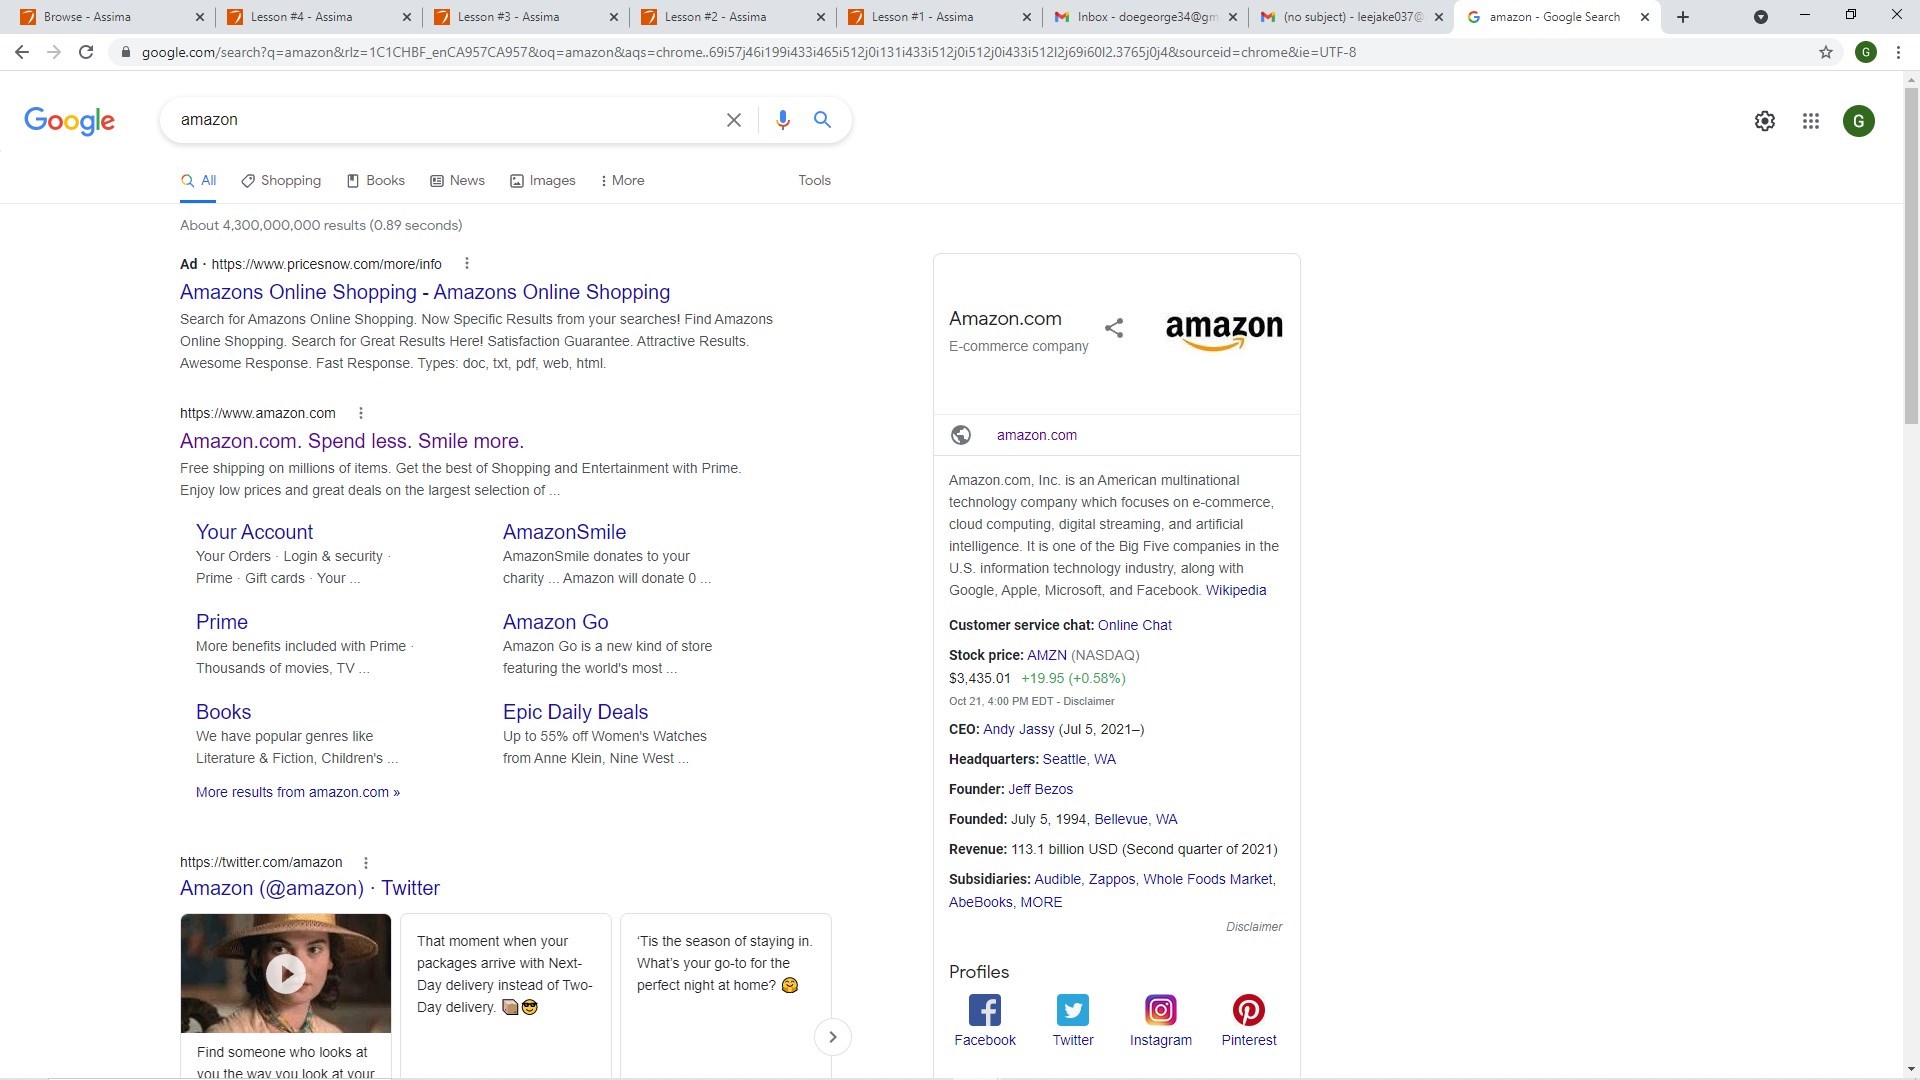 Browse - Assima
Lesson #4 - Assima
Lesson #3 - Assima
Lesson #2 - Assima
Lesson #1 - Assima
Inbox - doegeorge34@gm
(no subject) - leejake037@
amazon - Google Search
google.com/search?q=amazon&rlz=1C1CHBF_enCA957CA957&oq=amazon&aqs=chrome..69i57j46i199i433i465i512j0i131i433i512j0i512j0i433i512l2j69i60l2.3765j0j4&sourceid=chrome&ie=UTF-8
G
Google
amazon
G
All
Shopping
Books
News
Images
More
Tools
About 4,300,000,000 results (0.89 seconds)
Ad · https://www.pricesnow.com/more/info
Amazons Online Shopping - Amazons Online Shopping
Search for Amazons Online Shopping. Now Specific Results from your searches! Find Amazons
Online Shopping. Search for Great Results Here! Satisfaction Guarantee. Attractive Results.
Awesome Response. Fast Response. Types: doc, txt, pdf, web, html.
https://www.amazon.com
Amazon.com. Spend less. Smile more.
Free shipping on millions of items. Get the best of Shopping and Entertainment with Prime.
Enjoy low prices and great deals on the largest selection of ...
Your Account
Your Orders · Login & security ·
Prime · Gift cards · Your ...
AmazonSmile
AmazonSmile donates to your
charity ... Amazon will donate 0 ...
Prime
More benefits included with Prime ·
Thousands of movies, TV ...
Amazon Go
Amazon Go is a new kind of store
featuring the world's most ...
Books
We have popular genres like
Literature & Fiction, Children's ...
Epic Daily Deals
Up to 55% off Women's Watches
from Anne Klein, Nine West ...
More results from amazon.com »
https://twitter.com/amazon
Amazon (@amazon) · Twitter
Find someone who looks at
you the way you look at your
That moment when your
packages arrive with Next-
Day delivery instead of Two-
Day delivery. 📦😎
‘Tis the season of staying in.
What’s your go-to for the
perfect night at home? 🤗
Amazon.com
E-commerce company
amazon
amazon.com
Amazon.com, Inc. is an American multinational
technology company which focuses on e-commerce,
cloud computing, digital streaming, and artificial
intelligence. It is one of the Big Five companies in the
U.S. information technology industry, along with
Google, Apple, Microsoft, and Facebook. Wikipedia
Customer service chat: Online Chat
Stock price: AMZN (NASDAQ)
$3,435.01 +19.95 (+0.58%)
Oct 21, 4:00 PM EDT - Disclaimer
CEO: Andy Jassy (Jul 5, 2021–)
Headquarters: Seattle, WA
Founder: Jeff Bezos
Founded: July 5, 1994, Bellevue, WA
Revenue: 113.1 billion USD (Second quarter of 2021)
Subsidiaries: Audible, Zappos, Whole Foods Market,
AbeBooks, MORE
Disclaimer
Profiles
Facebook
Twitter
Instagram
Pinterest